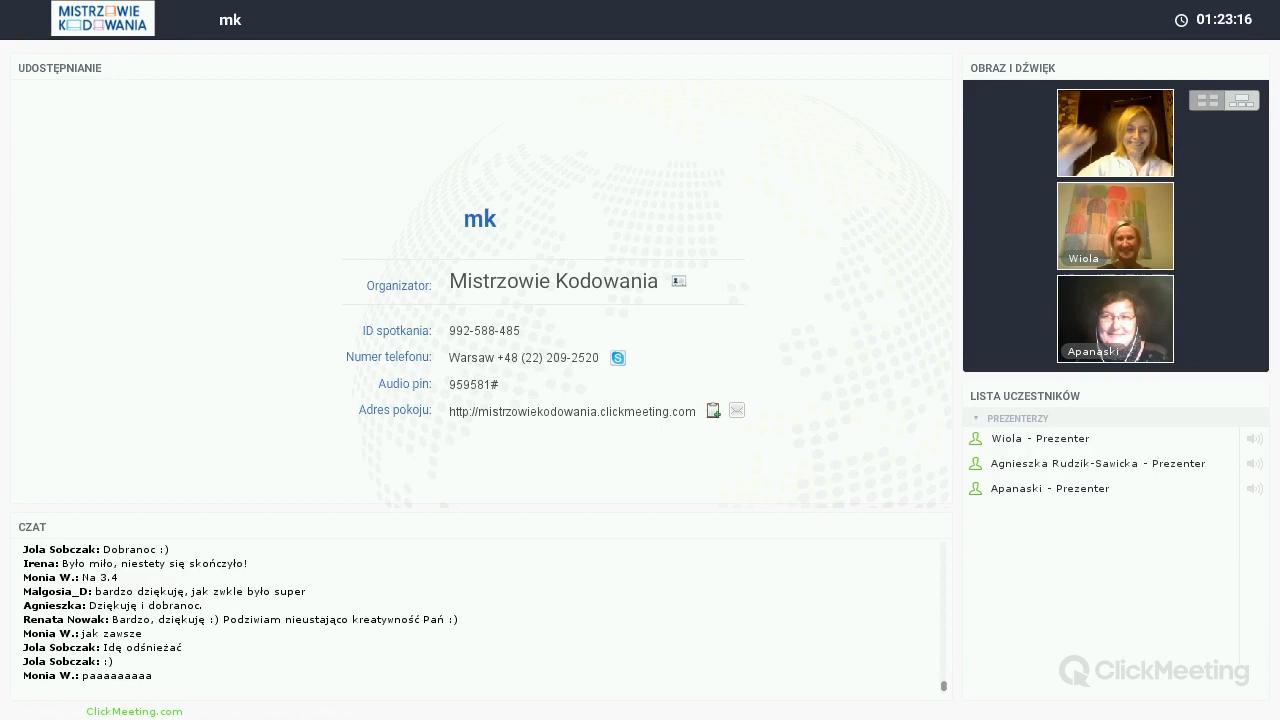 MISTRZOWIE
KODOWANIA
mk
01:23:16
UDOSTĘPNIANIE
mk
Organizator: Mistrzowie Kodowania
ID spotkania: 992-588-485
Numer telefonu: Warsaw +48 (22) 209-2520
Audio pin: 959581#
Adres pokoju: http://mistrzowiekodowania.clickmeeting.com
OBRAZ I DŹWIĘK
Wiola
Apanaski
LISTA UCZESTNIKÓW
PREZENTERZY
Wiola - Prezenter
Agnieszka Rudzik-Sawicka - Prezenter
Apanaski - Prezenter
CZAT
Jola Sobczak: Dobranoc :)
Irena: Było miło, niestety się skończyło!
Monia W.: Na 3.4
Malgosia_D: bardzo dziękuję, jak zwkle było super
Agnieszka: Dziękuję i dobranoc.
Renata Nowak: Bardzo, dziękuję :) Podziwiam nieustająco kreatywność Pań :)
Monia W.: jak zawsze
Jola Sobczak: Idę odśnieżać
Jola Sobczak: :)
Monia W.: paaaaaaaaa
ClickMeeting
ClickMeeting.com